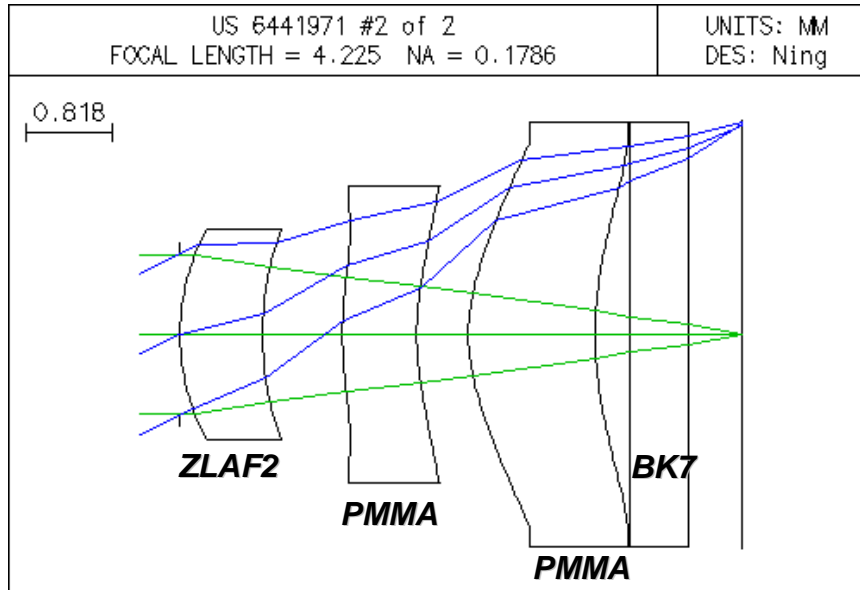 US 6441971 #2 of 2
FOCAL LENGTH = 4.225 NA = 0.1786
UNITS: MM
DES: Ning
0.818
ZLAF2
BK7
PMMA
PMMA